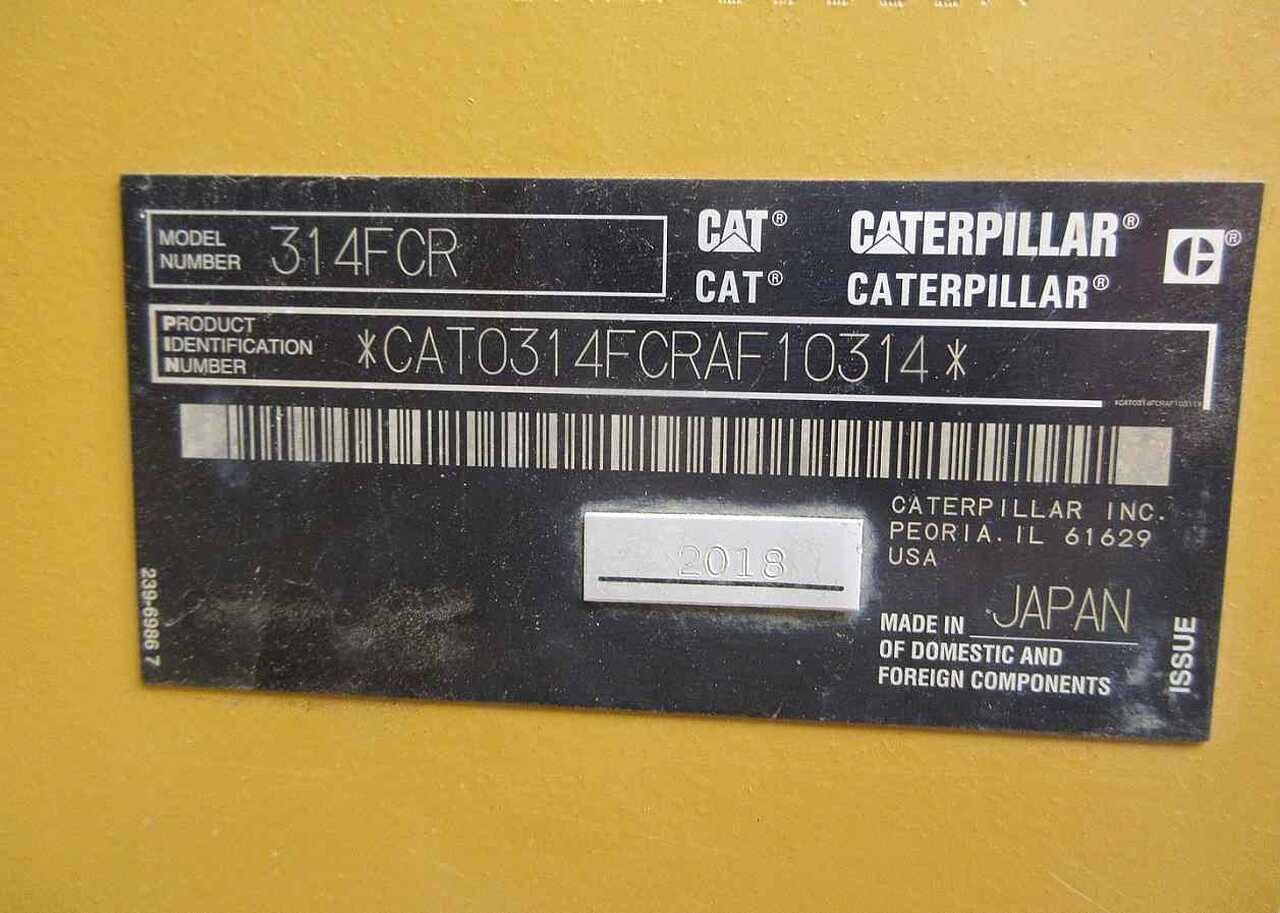 MODEL
NUMBER 314FCR
CAT® CATERPILLAR®
CAT® CATERPILLAR®
PRODUCT
IDENTIFICATION
NUMBER *CAT0314FCRAF10314*
CATERPILLAR INC.
PEORIA. IL 61629
USA
2018
MADE IN JAPAN
OF DOMESTIC AND
FOREIGN COMPONENTS
ISSUE
239-6986 7